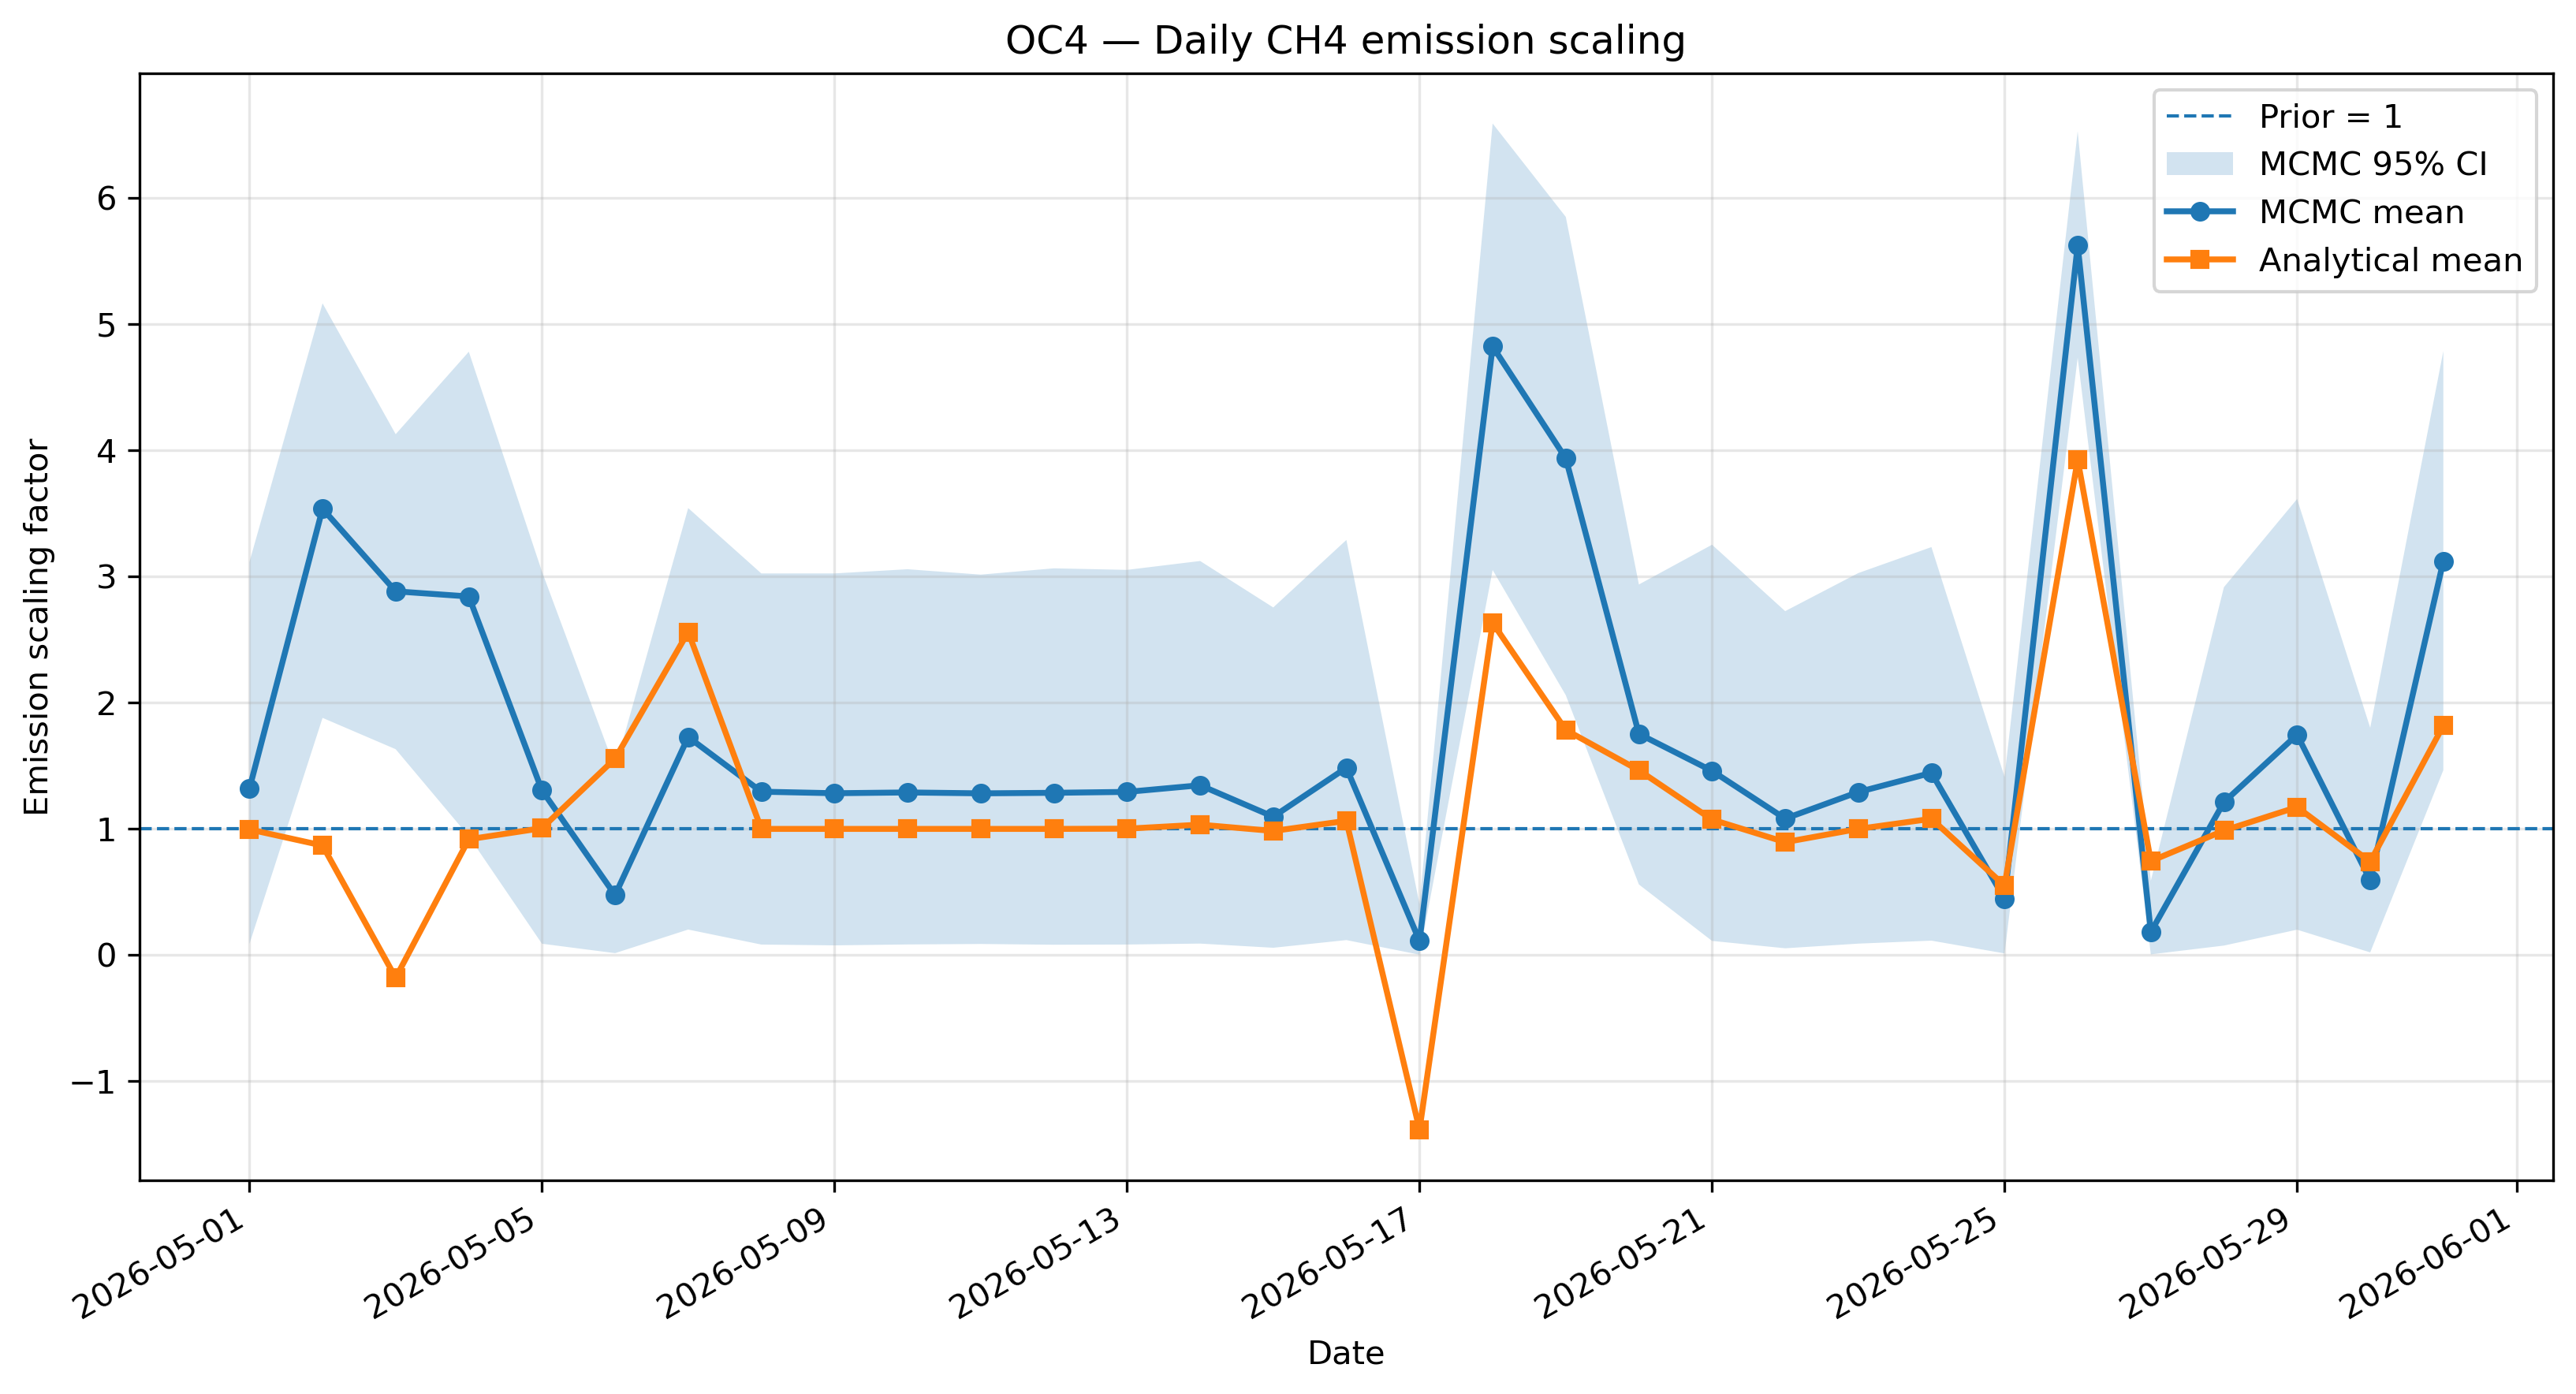 OC4 — Daily CH4 emission scaling
Prior = 1
MCMC 95% CI
MCMC mean
Analytical mean
Emission scaling factor
6
5
4
3
2
1
0
−1
2026-05-01
2026-05-05
2026-05-09
2026-05-13
2026-05-17
2026-05-21
2026-05-25
2026-05-29
2026-06-01
Date